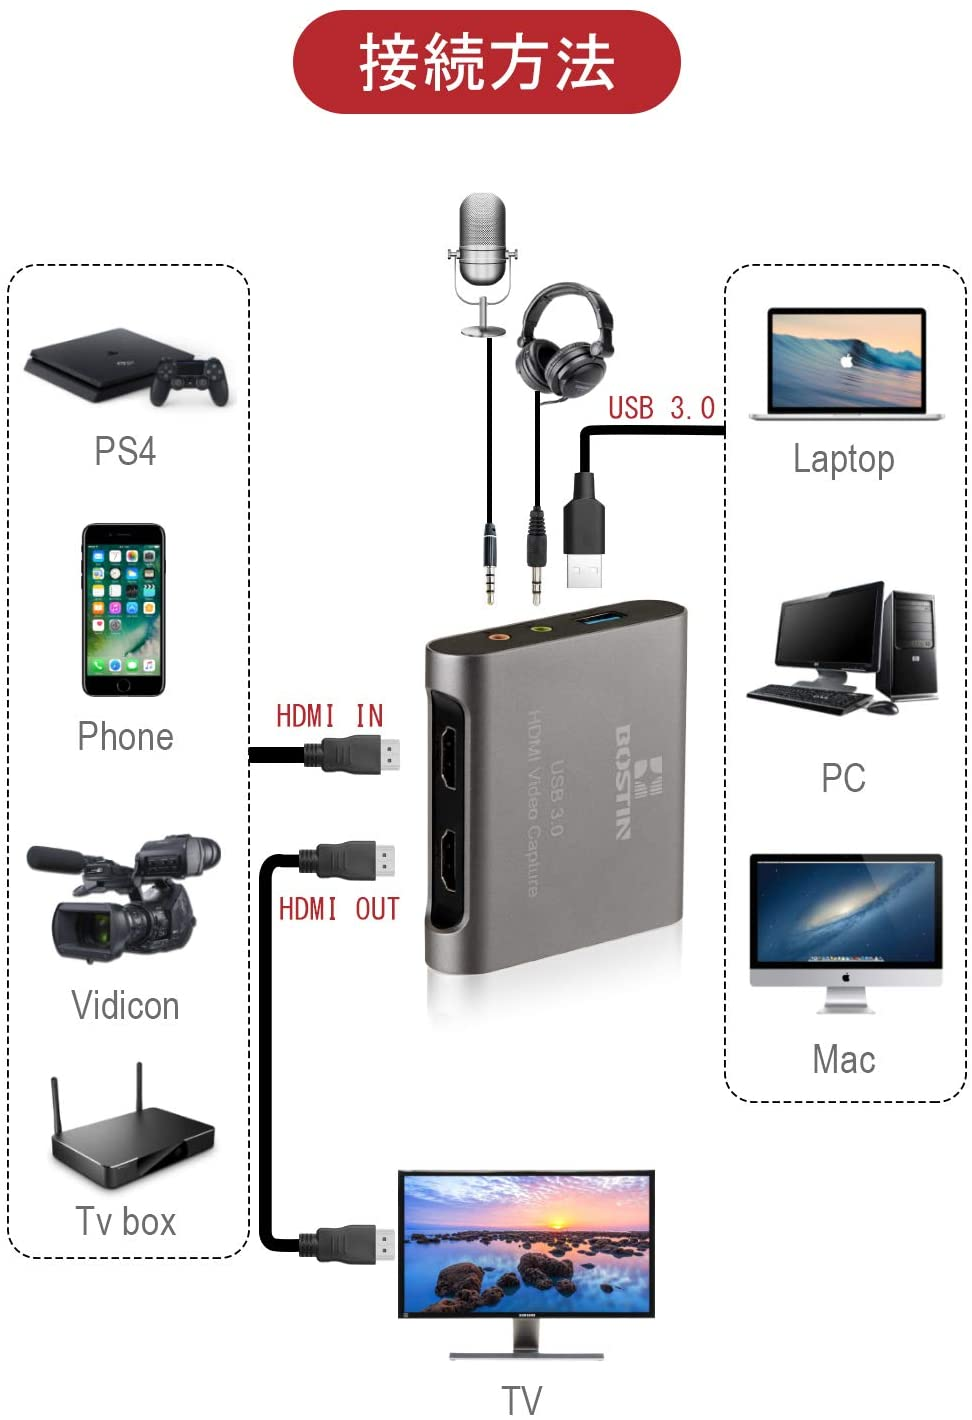 接続方法
USB 3.0
PS4
Laptop
Phone
HDMI IN
BOSTIN
USB 3.0
HDMI Video Capture
PC
HDMI OUT
Vidicon
Mac
Tv box
SAMSUNG
TV